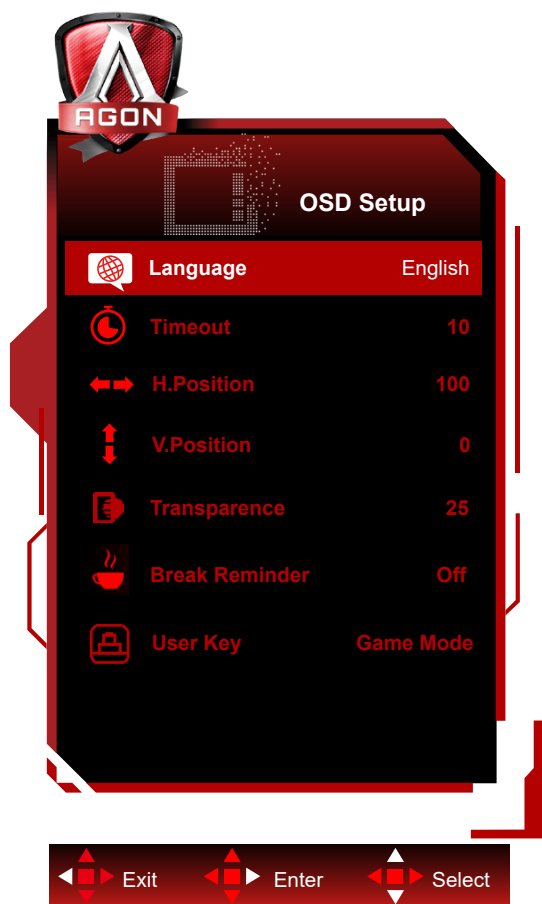 AGON
OSD Setup
Language English
Timeout 10
H.Position 100
V.Position 0
Transparence 25
Break Reminder Off
User Key Game Mode
Exit Enter Select